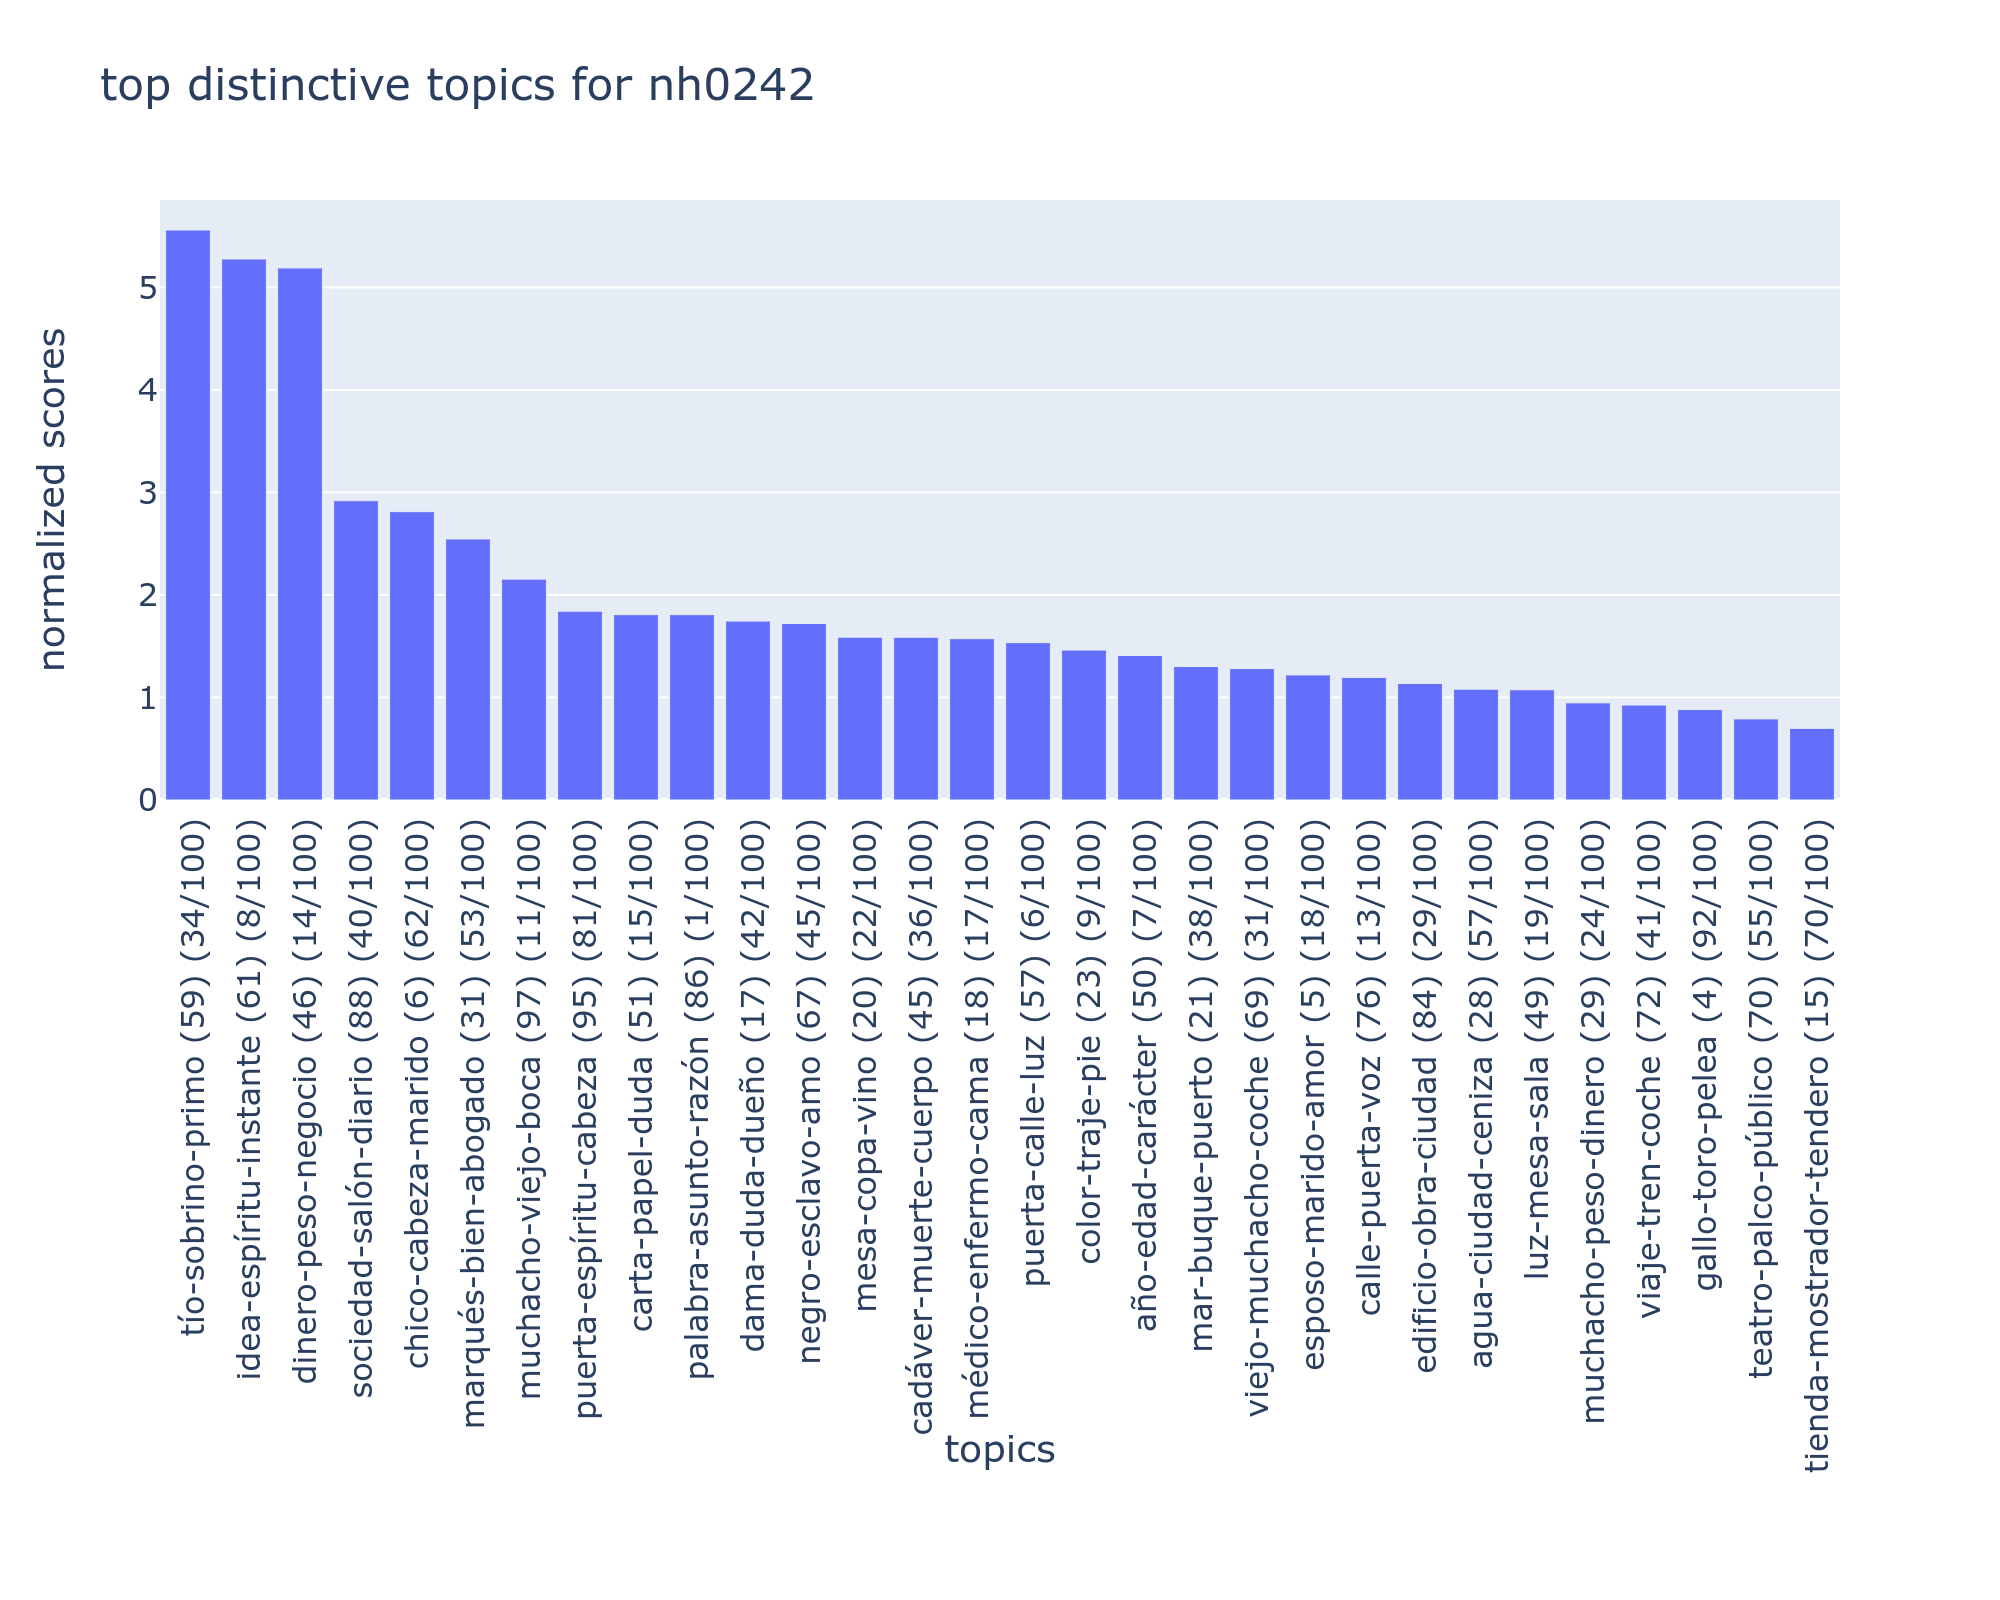 top distinctive topics for nh0242
normalized scores
5
4
3
2
1
0
tío-sobrino-primo (59) (34/100)
idea-espíritu-instante (61) (8/100)
dinero-peso-negocio (46) (14/100)
sociedad-salón-diario (88) (40/100)
chico-cabeza-marido (6) (62/100)
marqués-bien-abogado (31) (53/100)
muchacho-viejo-boca (97) (11/100)
puerta-espíritu-cabeza (95) (81/100)
carta-papel-duda (51) (15/100)
palabra-asunto-razón (86) (1/100)
dama-duda-dueño (17) (42/100)
negro-esclavo-amo (67) (45/100)
mesa-copa-vino (20) (22/100)
cadáver-muerte-cuerpo (45) (36/100)
médico-enfermo-cama (18) (17/100)
puerta-calle-luz (57) (6/100)
color-traje-pie (23) (9/100)
año-edad-carácter (50) (7/100)
mar-buque-puerto (21) (38/100)
viejo-muchacho-coche (69) (31/100)
esposo-marido-amor (5) (18/100)
calle-puerta-voz (76) (13/100)
edificio-obra-ciudad (84) (29/100)
agua-ciudad-ceniza (28) (57/100)
luz-mesa-sala (49) (19/100)
muchacho-peso-dinero (29) (24/100)
viaje-tren-coche (72) (41/100)
gallo-toro-pelea (4) (92/100)
teatro-palco-público (70) (55/100)
tienda-mostrador-tendero (15) (70/100)
topics